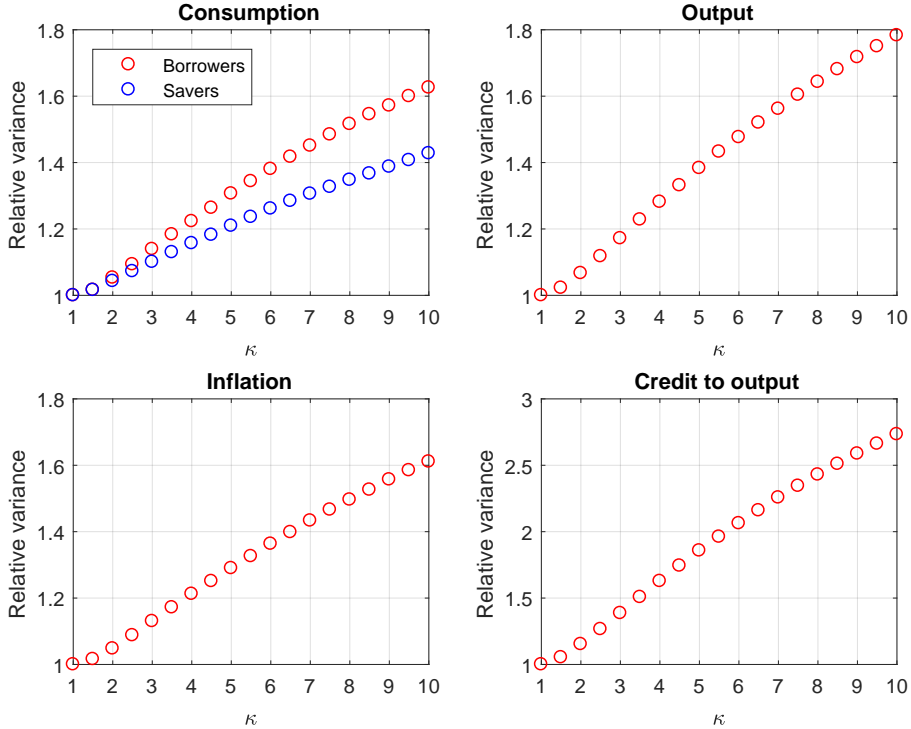 Consumption
1.8
1.6
1.4
1.2
1
Relative variance
Borrowers
Savers
1 2 3 4 5 6 7 8 9 10
κ
Output
1.8
1.6
1.4
1.2
1
Relative variance
1 2 3 4 5 6 7 8 9 10
κ
Inflation
1.8
1.6
1.4
1.2
1
Relative variance
1 2 3 4 5 6 7 8 9 10
κ
Credit to output
3
2.5
2
1.5
1
Relative variance
1 2 3 4 5 6 7 8 9 10
κ